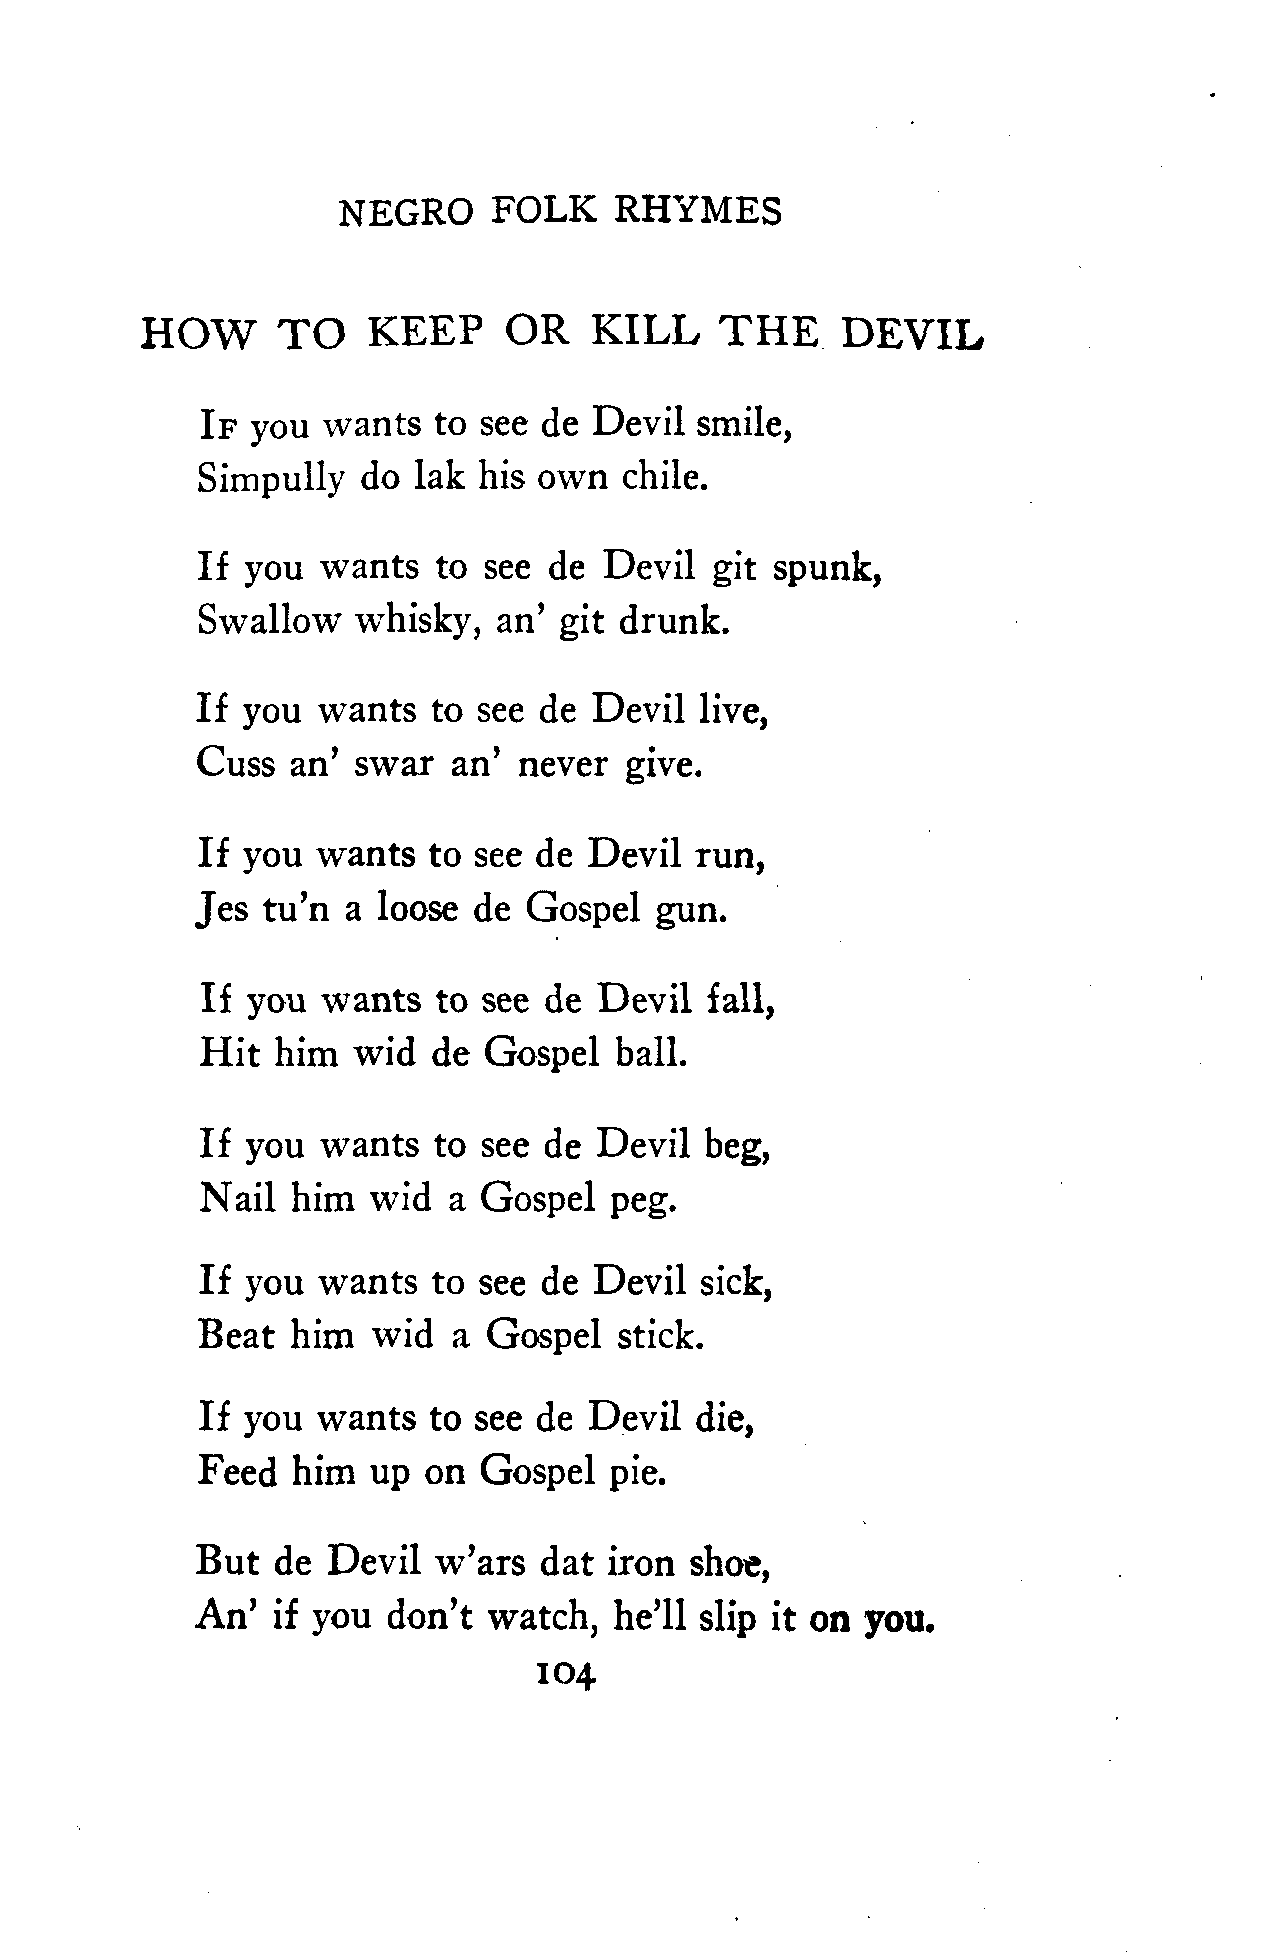 NEGRO FOLK RHYMES
HOW TO KEEP OR KILL THE DEVIL
IF you wants to see de Devil smile,
Simpully do lak his own chile.
If you wants to see de Devil git spunk,
Swallow whisky, an' git drunk.
If you wants to see de Devil live,
Cuss an' swar an' never give.
If you wants to see de Devil run,
Jes tu'n a loose de Gospel gun.
If you wants to see de Devil fall,
Hit him wid de Gospel ball.
If you wants to see de Devil beg,
Nail him wid a Gospel peg.
If you wants to see de Devil sick,
Beat him wid a Gospel stick.
If you wants to see de Devil die,
Feed him up on Gospel pie.
But de Devil w'ars dat iron shoe,
An' if you don't watch, he'll slip it on you.
104